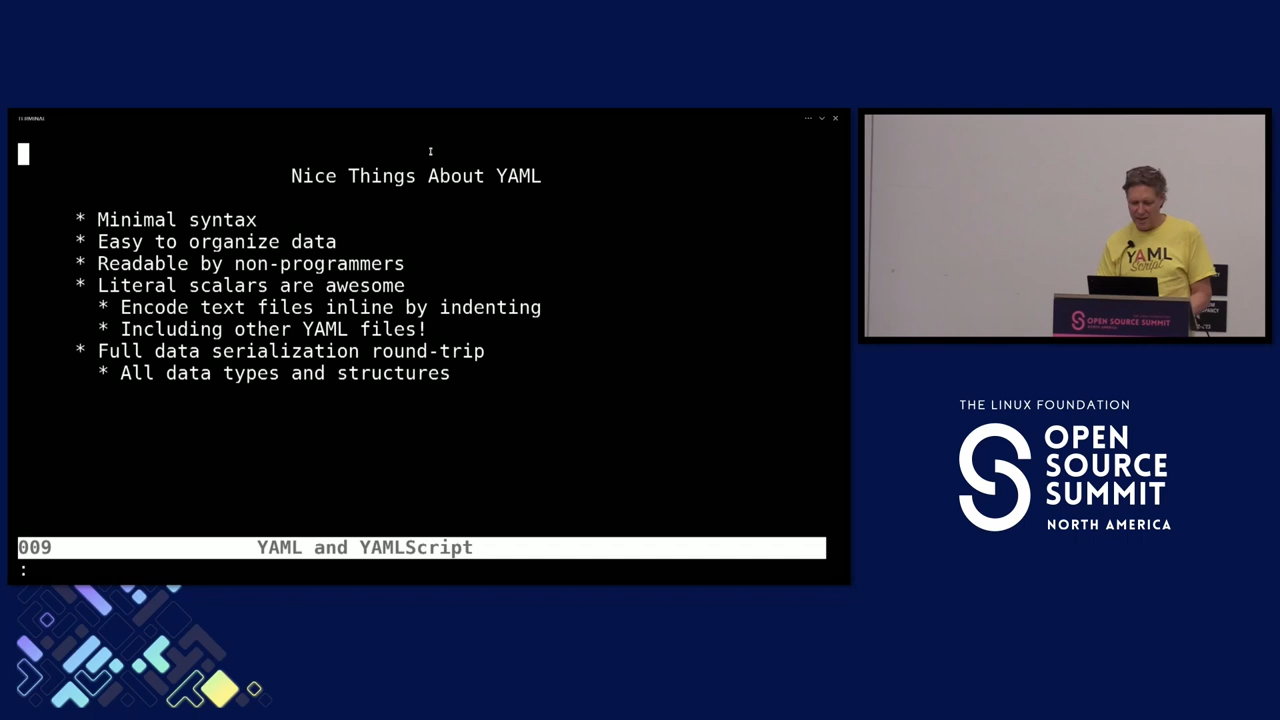 TERMINAL
Nice Things About YAML
* Minimal syntax
* Easy to organize data
* Readable by non-programmers
* Literal scalars are awesome
* Encode text files inline by indenting
* Including other YAML files!
* Full data serialization round-trip
* All data types and structures
009 YAML and YAMLScript
:
YAML
Script
OPEN SOURCE SUMMIT
NORTH AMERICA
THE LINUX FOUNDATION
OPEN
SOURCE
SUMMIT
NORTH AMERICA